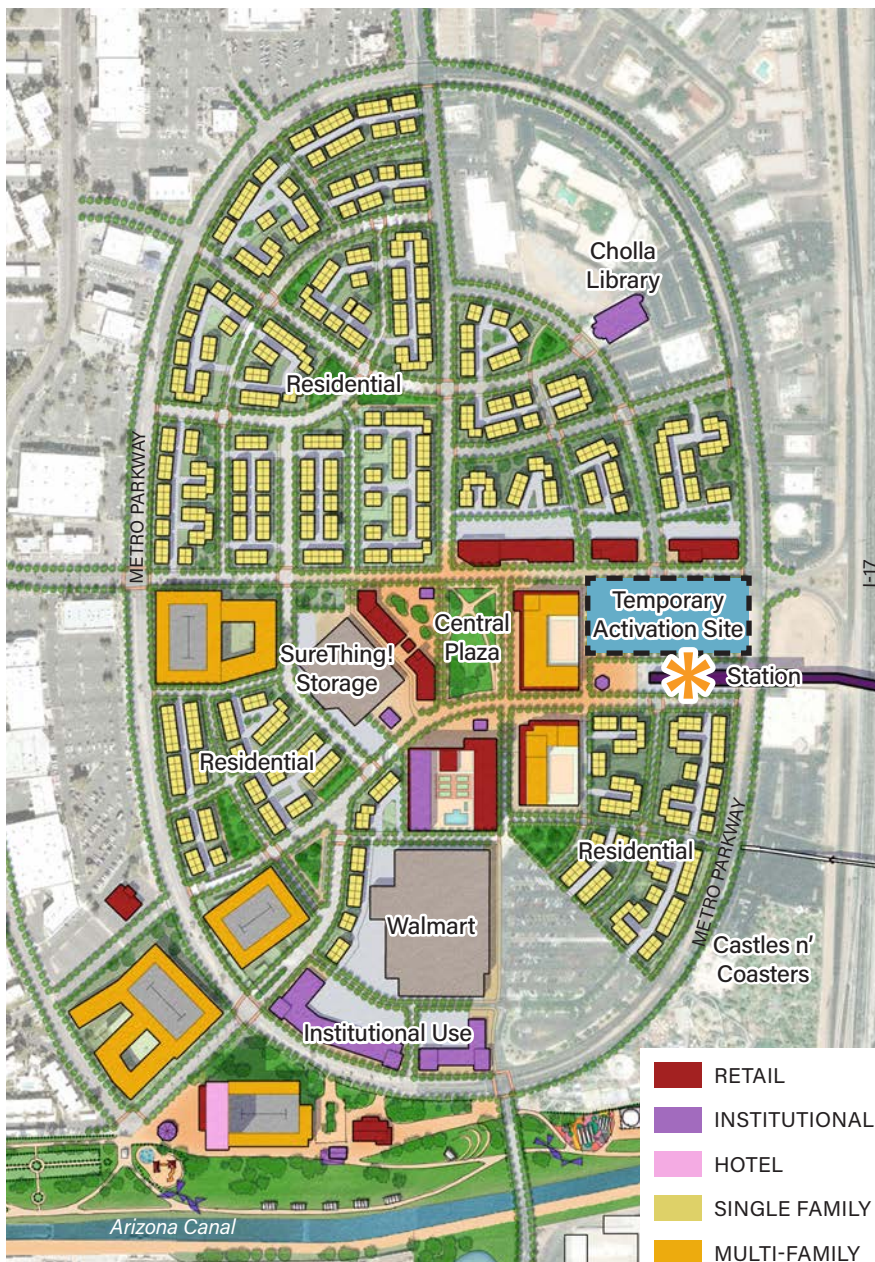 Cholla
Library
Residential
METRO PARKWAY
I-17
Temporary
Activation Site
Central
Plaza
SureThing!
Storage
Station
Residential
Residential
METRO PARKWAY
Walmart
Castles n'
Coasters
Institutional Use
RETAIL
INSTITUTIONAL
HOTEL
SINGLE FAMILY
MULTI-FAMILY
Arizona Canal